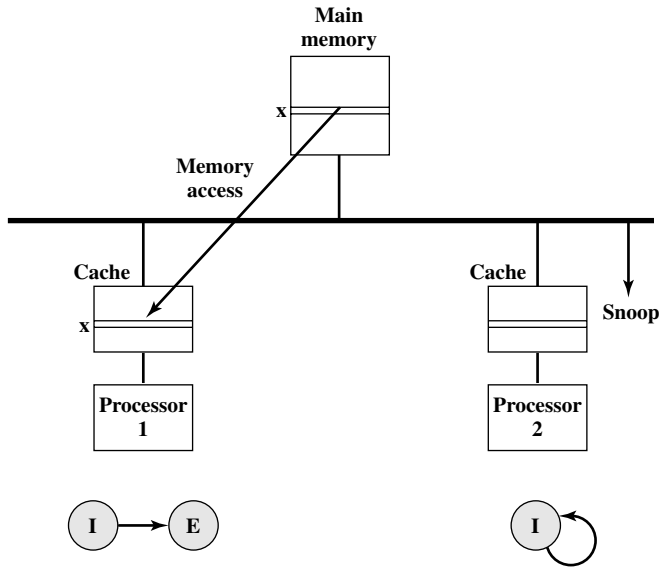 Main
memory
x
Memory
access
Cache
Cache
x
Snoop
Processor
1
Processor
2
I
E
I